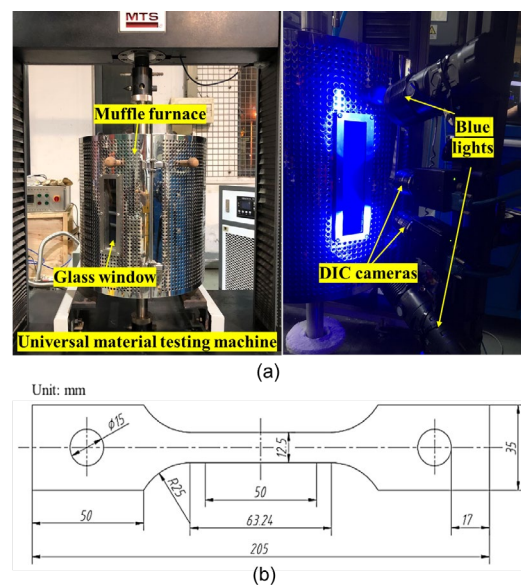 MTS
Muffle furnace
Glass window
Universal material testing machine
Blue
lights
DIC cameras
(a)
Unit: mm
Ø15
12.5
35
R25
50
50
63.24
17
205
(b)